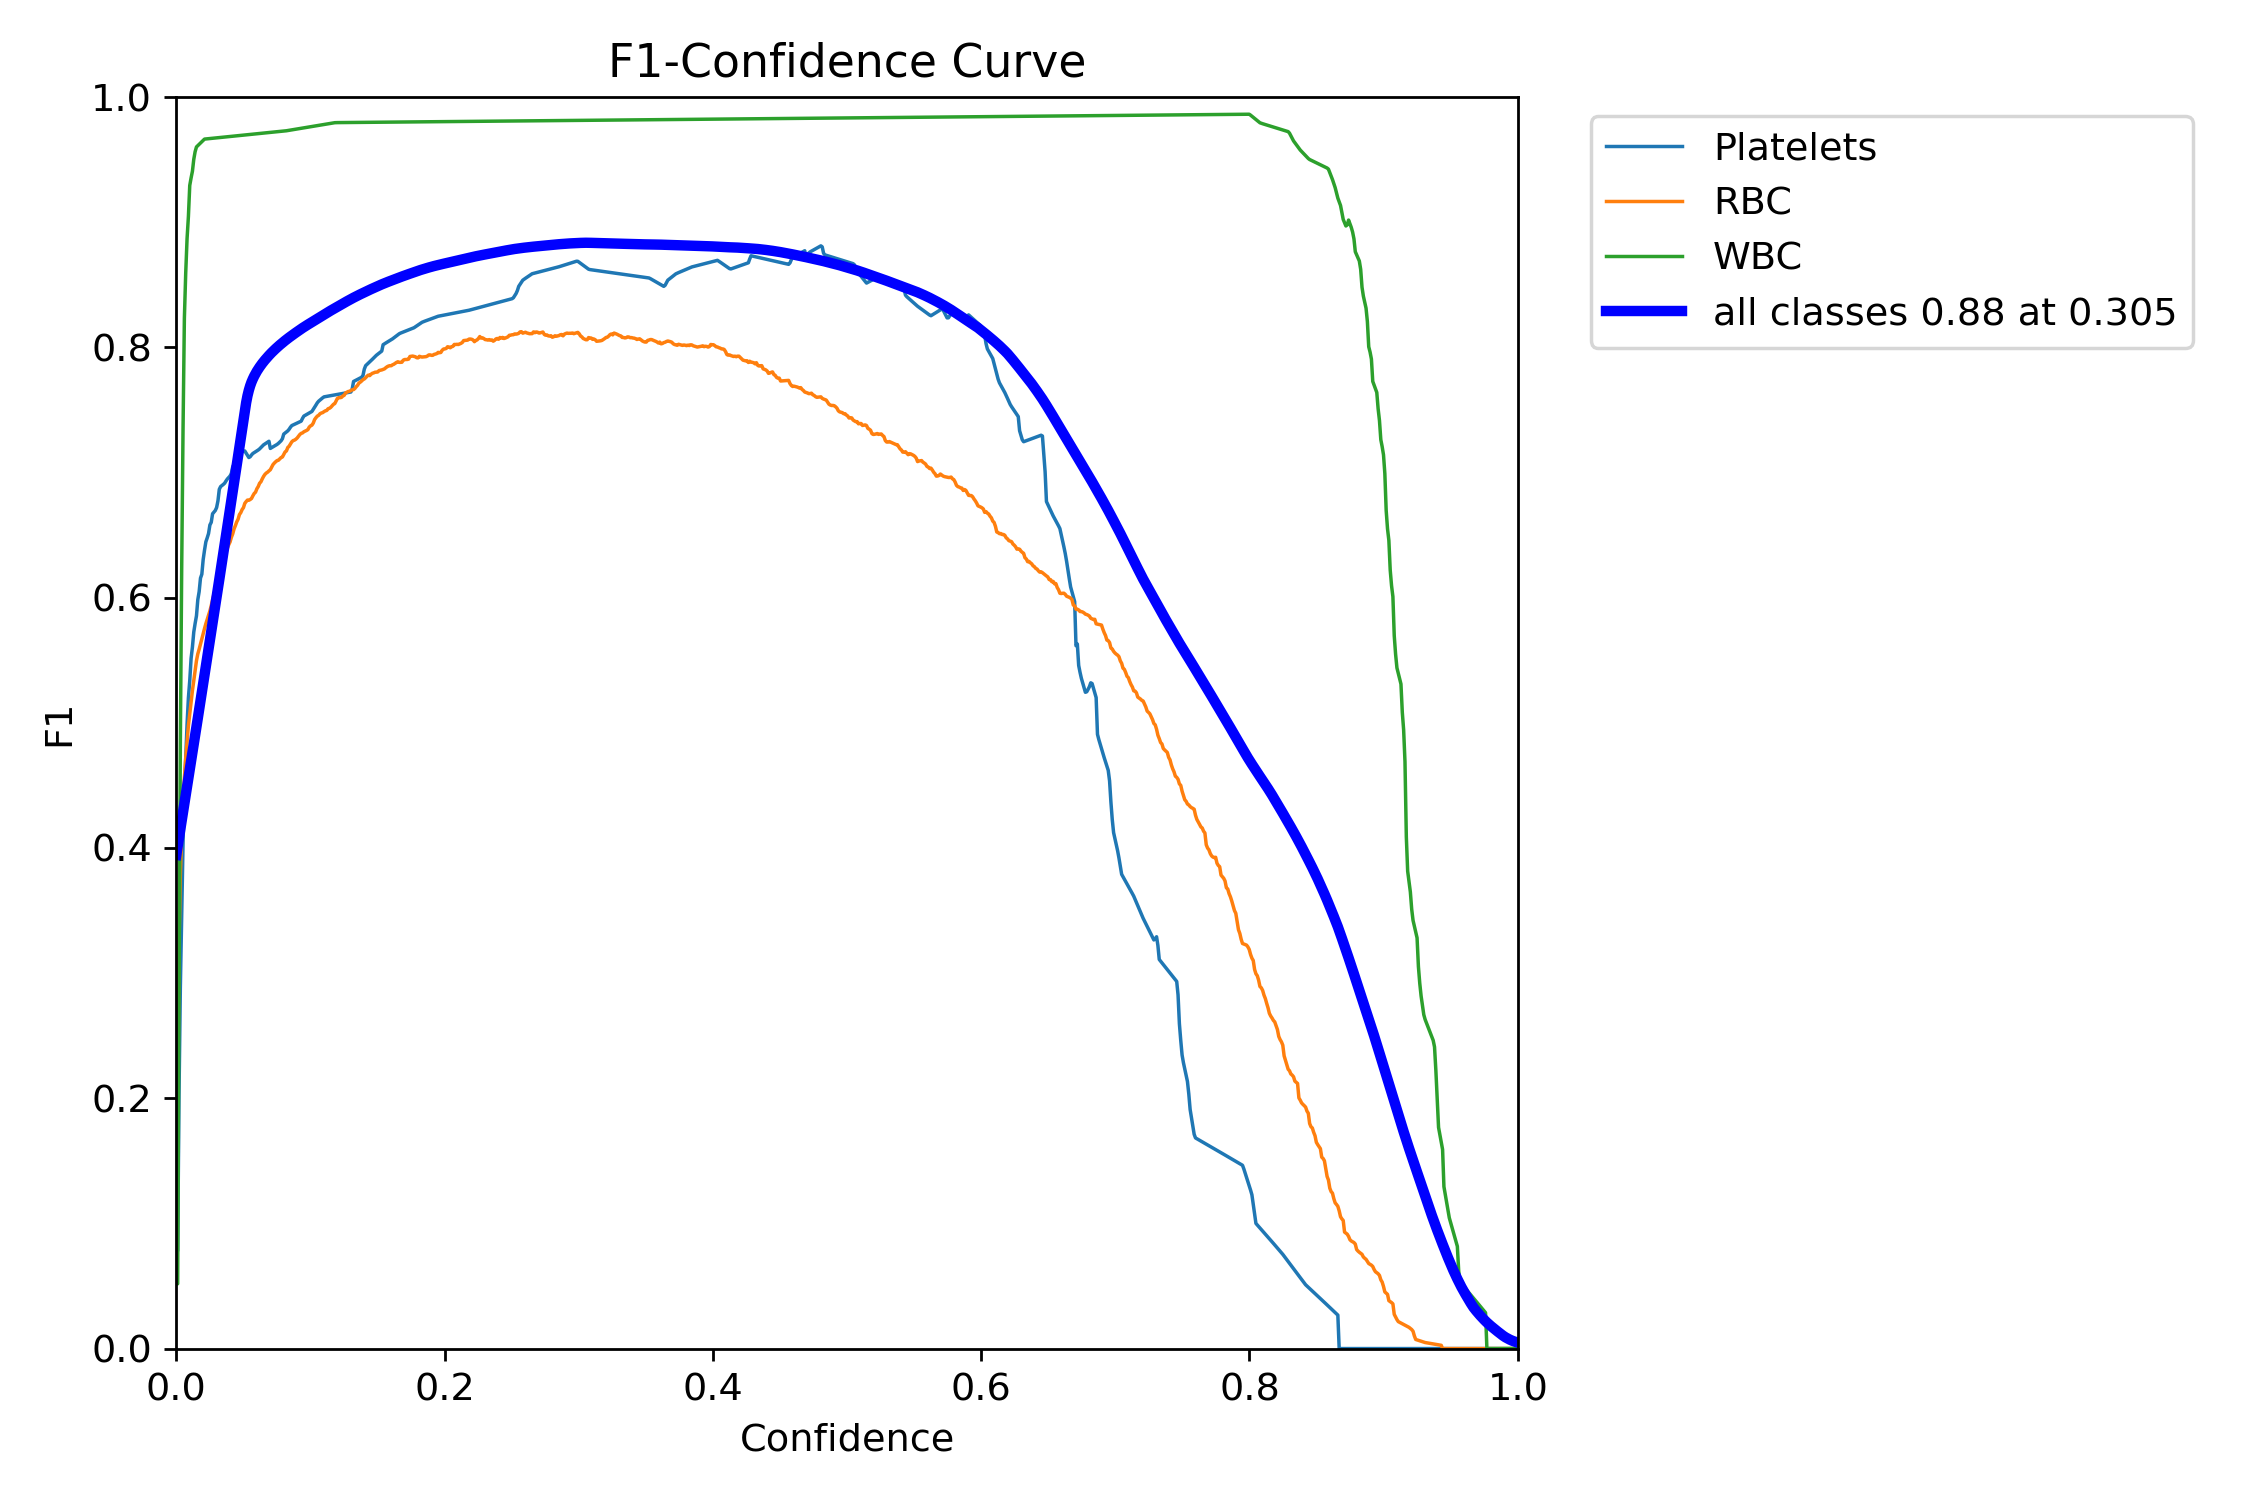 F1-Confidence Curve
1.0
0.8
0.6
0.4
0.2
0.0
F1
0.0 0.2 0.4 0.6 0.8 1.0
Confidence
Platelets
RBC
WBC
all classes 0.88 at 0.305